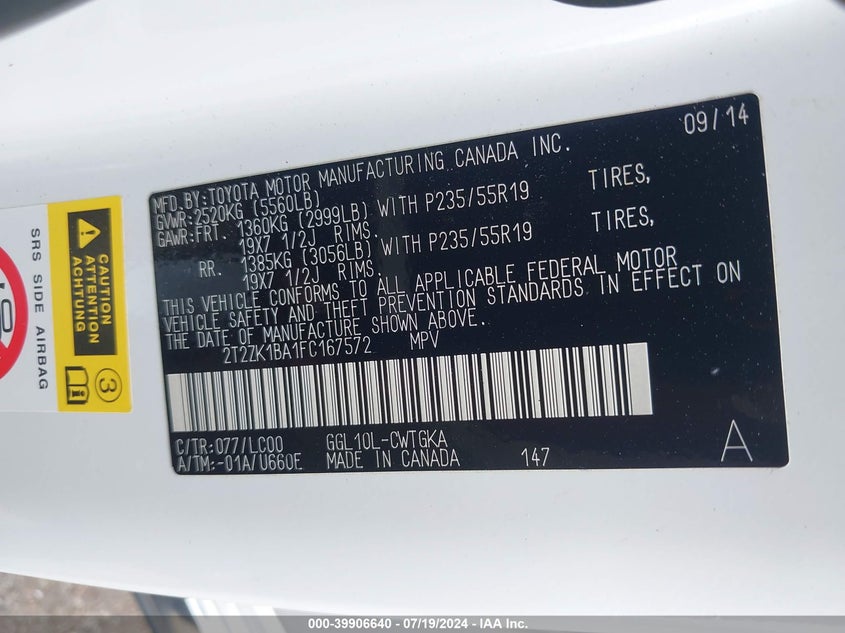 MFD.BY:TOYOTA MOTOR MANUFACTURING CANADA INC. 09/14
GVWR:2520KG (5560LB)
GAWR:FRT. 1360KG (2999LB) WITH P235/55R19 TIRES,
19X7 1/2J RIMS.
RR. 1385KG (3056LB) WITH P235/55R19 TIRES,
19X7 1/2J RIMS.
THIS VEHICLE CONFORMS TO ALL APPLICABLE FEDERAL MOTOR
VEHICLE SAFETY AND THEFT PREVENTION STANDARDS IN EFFECT ON
THE DATE OF MANUFACTURE SHOWN ABOVE.
2T2ZK1BA1FC167572 MPV
C/TR:077/LC00 GGL10L-CWTGKA
A/TM:-01A/U660E MADE IN CANADA 147
A
SRS SIDE AIRBAG
CAUTION
ATTENTION
ACHTUNG
3
000-39906640 - 07/19/2024 - IAA Inc.